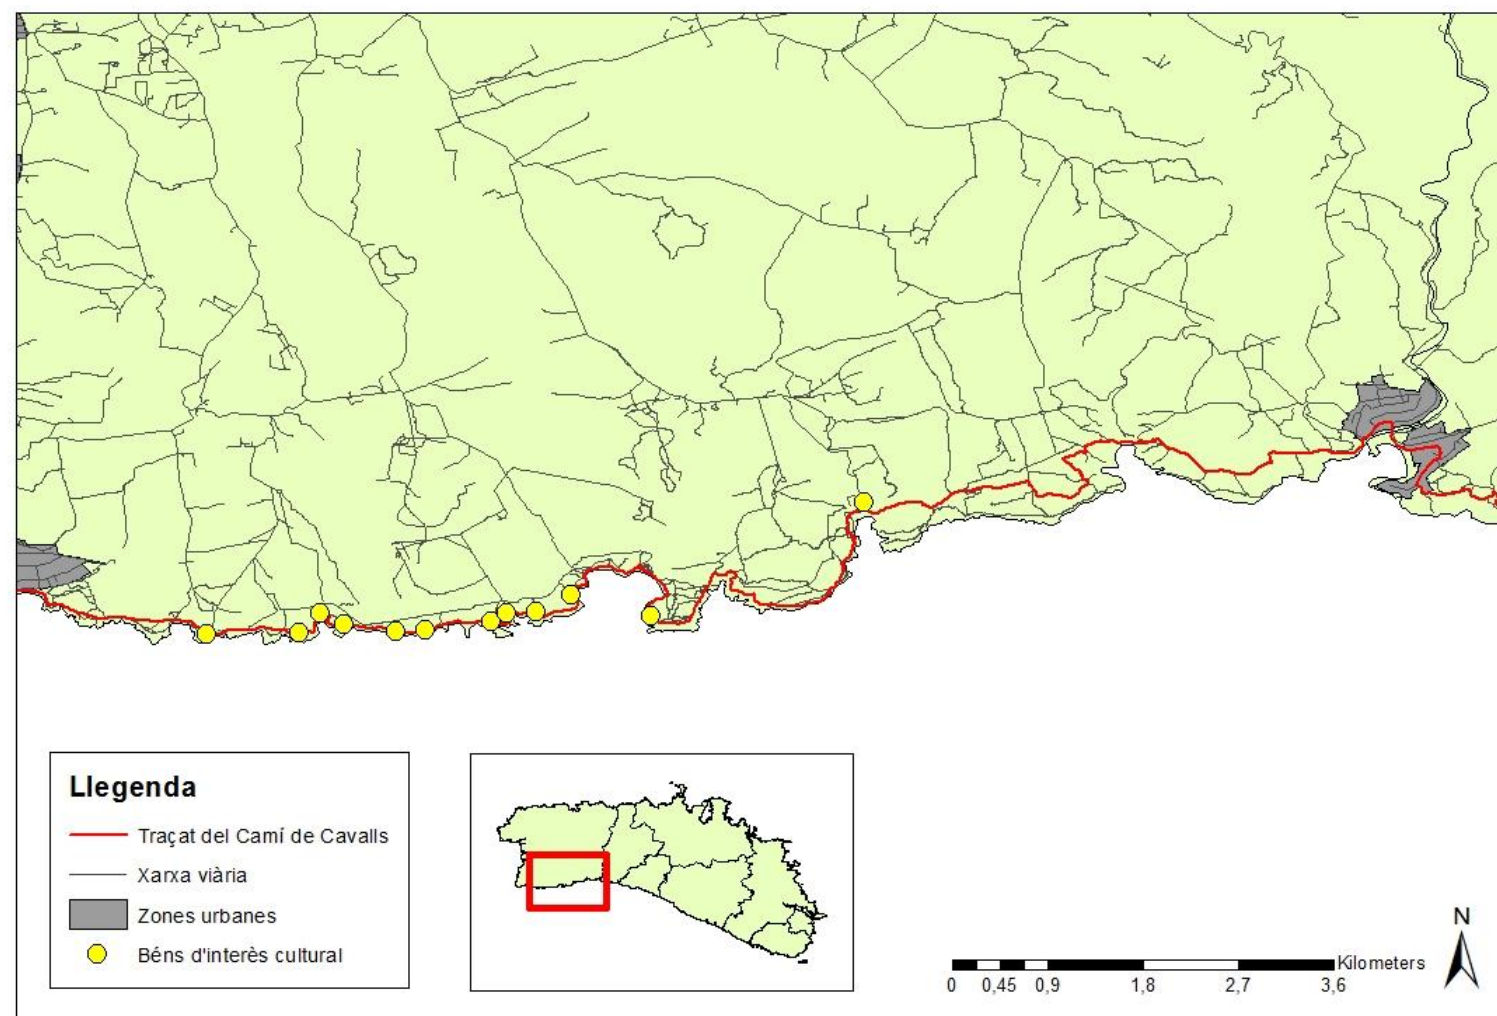 Llegenda
Traçat del Camí de Cavalls
Xarxa viària
Zones urbanes
Béns d'interès cultural
N
Kilometers
0 0,45 0,9 1,8 2,7 3,6